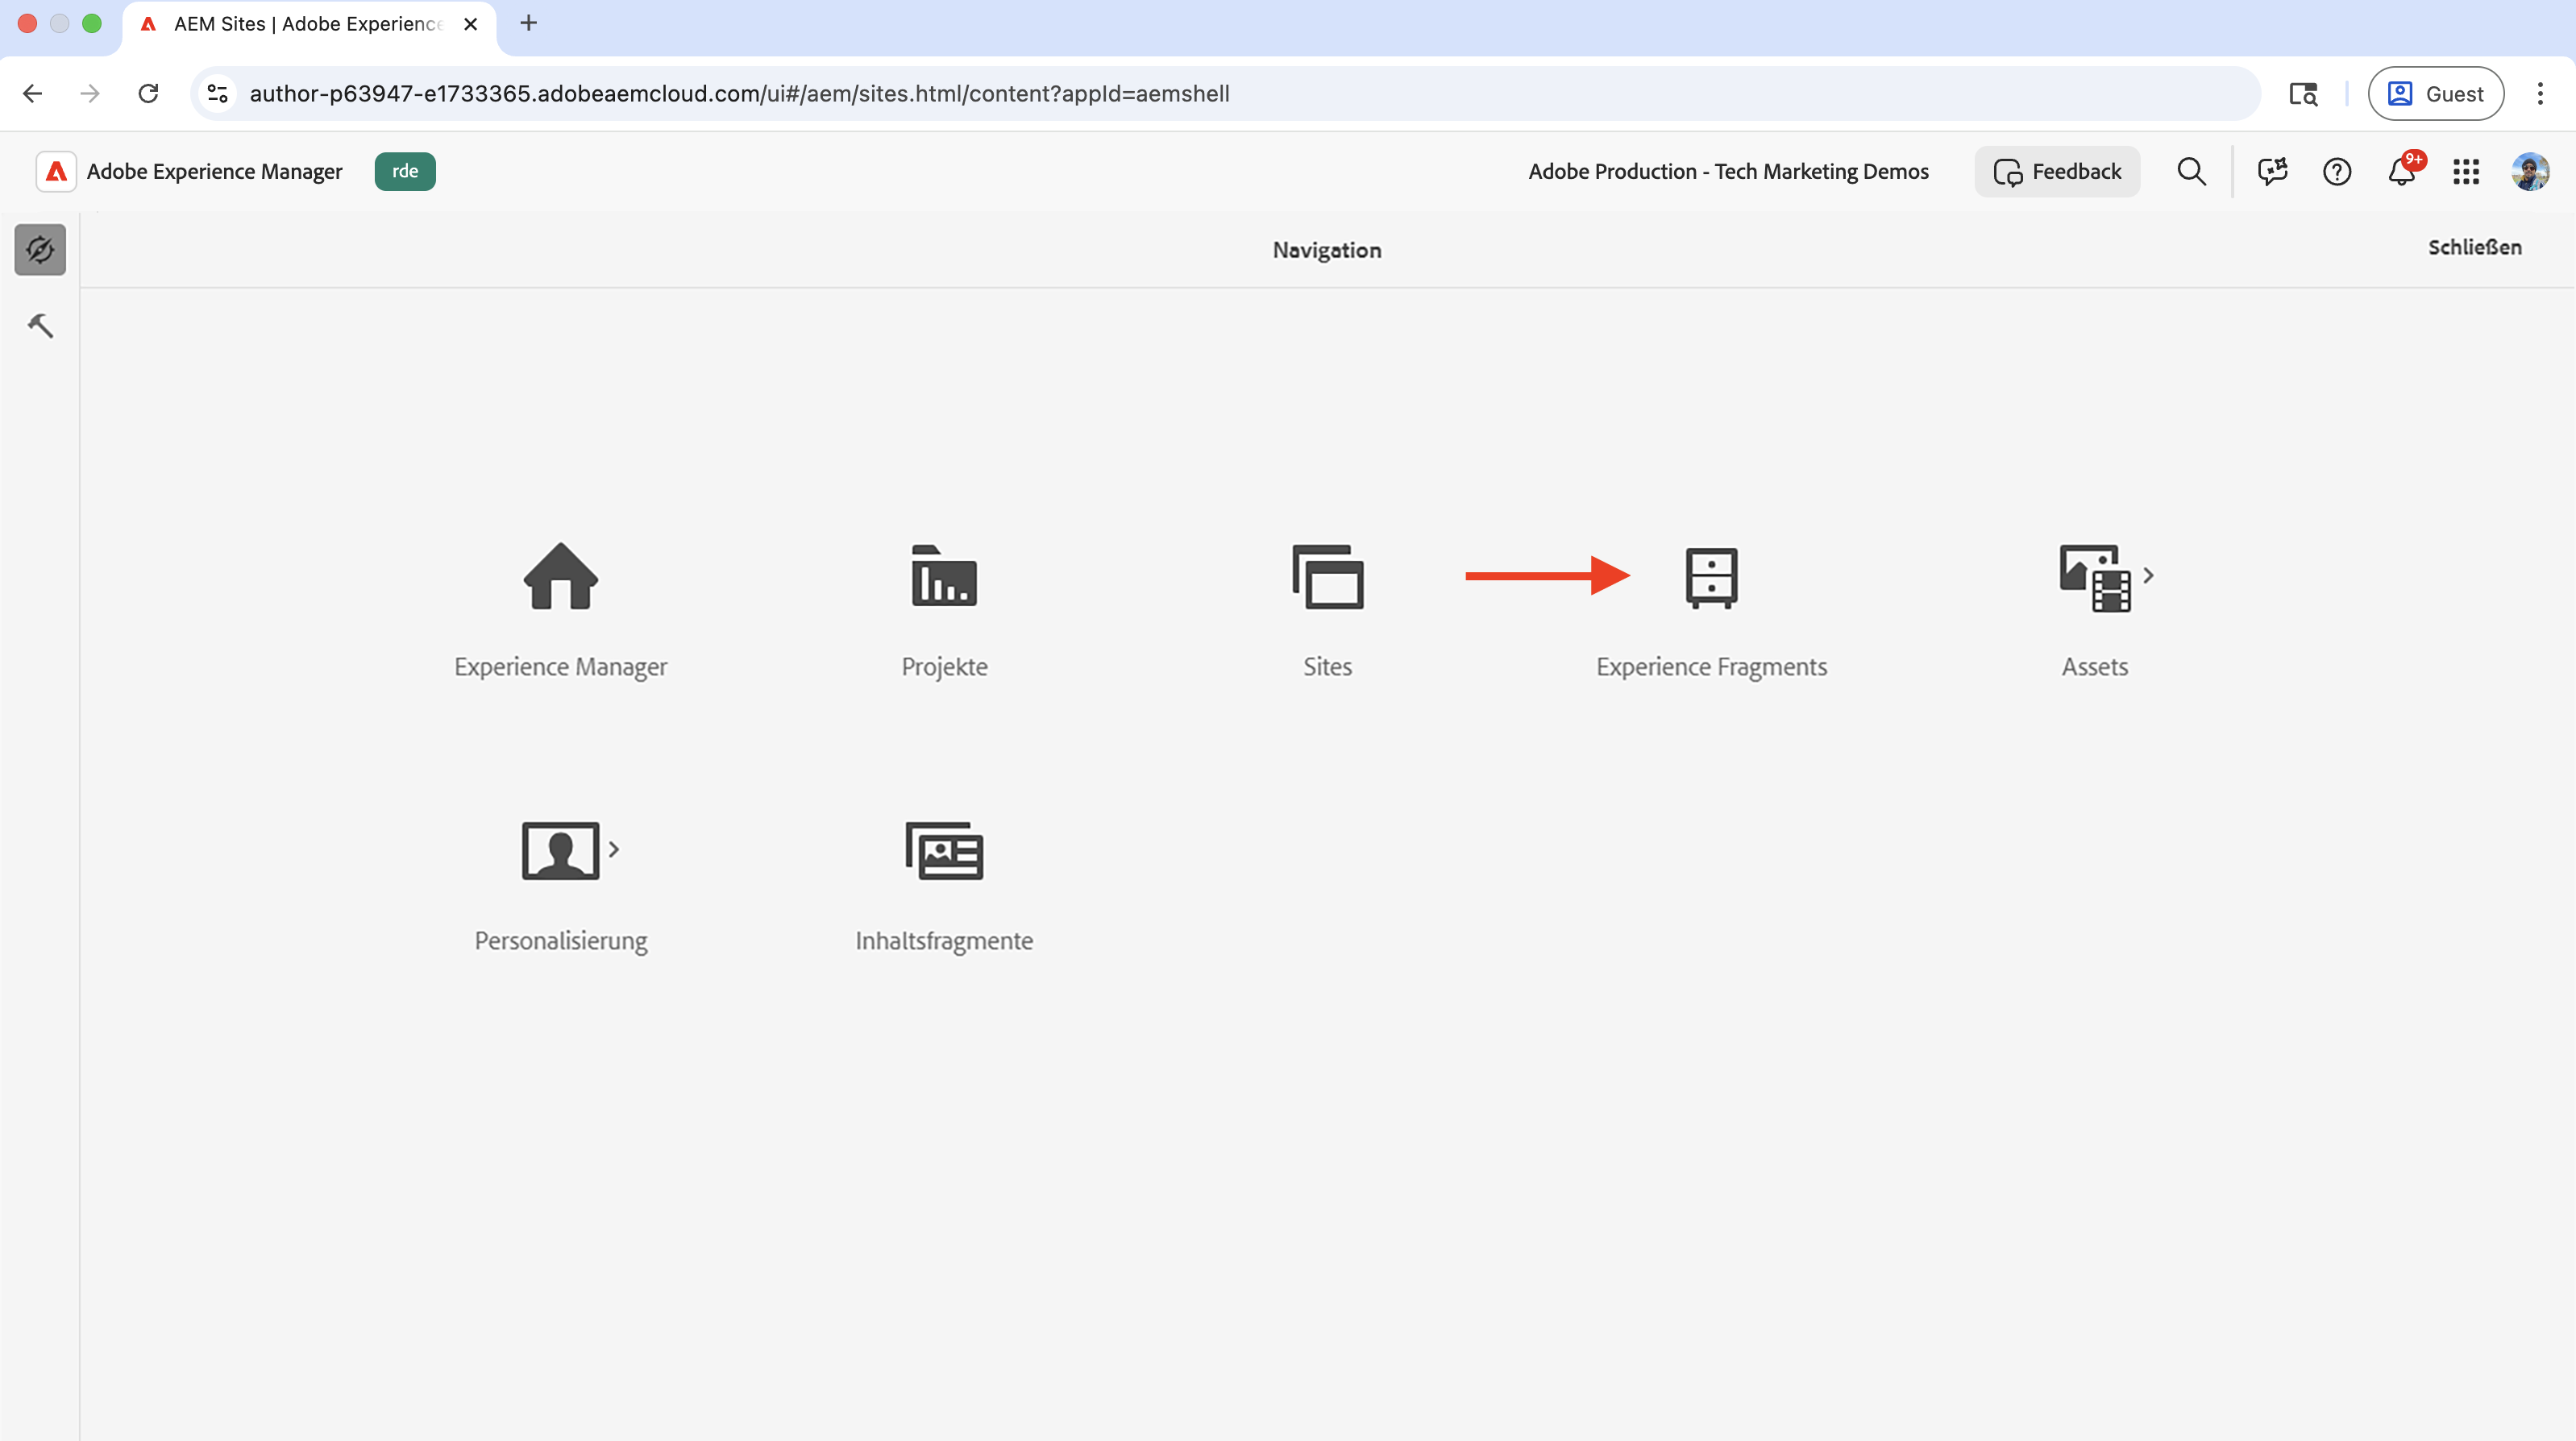 AEM Sites | Adobe Experience
author-p63947-e1733365.adobeaemcloud.com/ui#/aem/sites.html/content?appId=aemshell
Guest
Adobe Experience Manager
rde
Adobe Production - Tech Marketing Demos
Feedback
9+
Navigation
Schließen
Experience Manager
Projekte
Sites
Experience Fragments
Assets
Personalisierung
Inhaltsfragmente